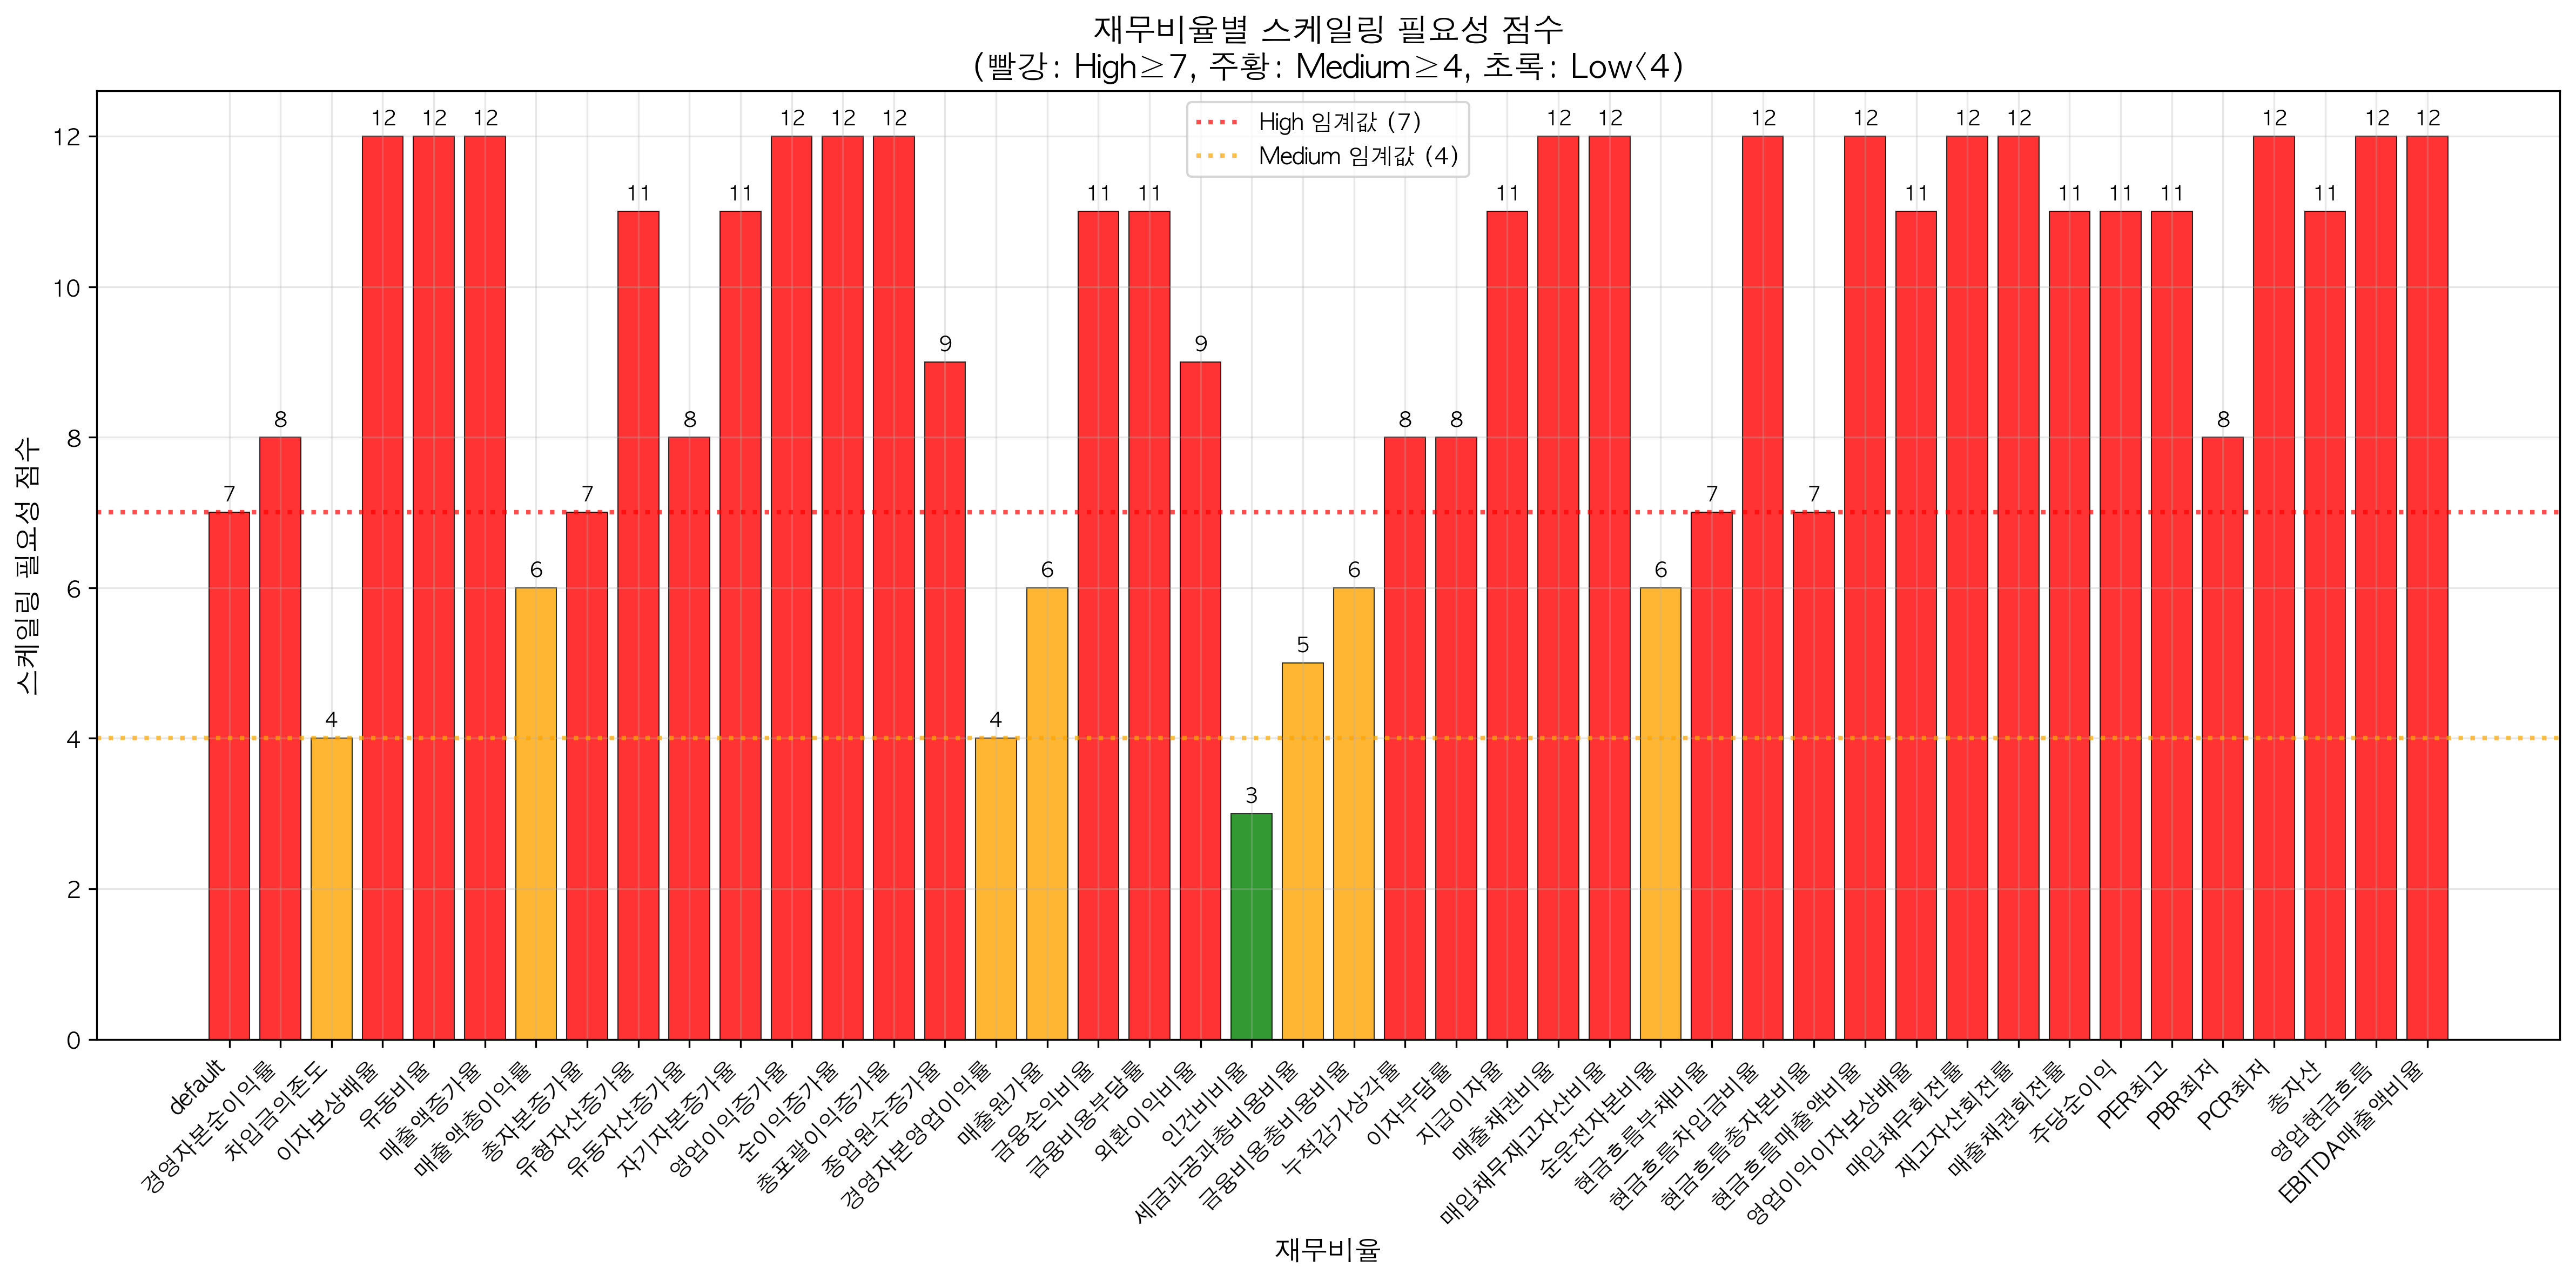 재무비율별 스케일링 필요성 점수
(빨강: High≥7, 주황: Medium≥4, 초록: Low<4)
High 임계값 (7)
Medium 임계값 (4)
스케일링 필요성 점수
12
10
8
6
4
2
0
7
8
4
12
12
12
6
7
11
8
11
12
12
12
9
4
6
11
11
9
3
5
6
8
8
11
12
12
6
7
12
7
12
11
12
12
11
11
11
8
12
11
12
12
default
경영자본순이익률
차입금의존도
이자보상배율
유동비율
매출액증가율
매출액총이익률
총자본증가율
유형자산증가율
유동자산증가율
자기자본증가율
영업이익증가율
순이익증가율
총포괄이익증가율
종업원수증가율
경영자본영업이익률
매출원가율
금융손익비율
금융비용부담률
외환이익비율
인건비비율
세금과공과총비용비율
금융비용총비용비율
누적감가상각률
이자부담률
지급이자율
매출채권비율
매입채무재고자산비율
순운전자본비율
현금흐름부채비율
현금흐름차입금비율
현금흐름총자본비율
현금흐름매출액비율
영업이익이자보상배율
매입채무회전률
재고자산회전률
매출채권회전률
주당순이익
PER최고
PBR최저
PCR최저
총자산
영업현금흐름
EBITDA매출액비율
재무비율